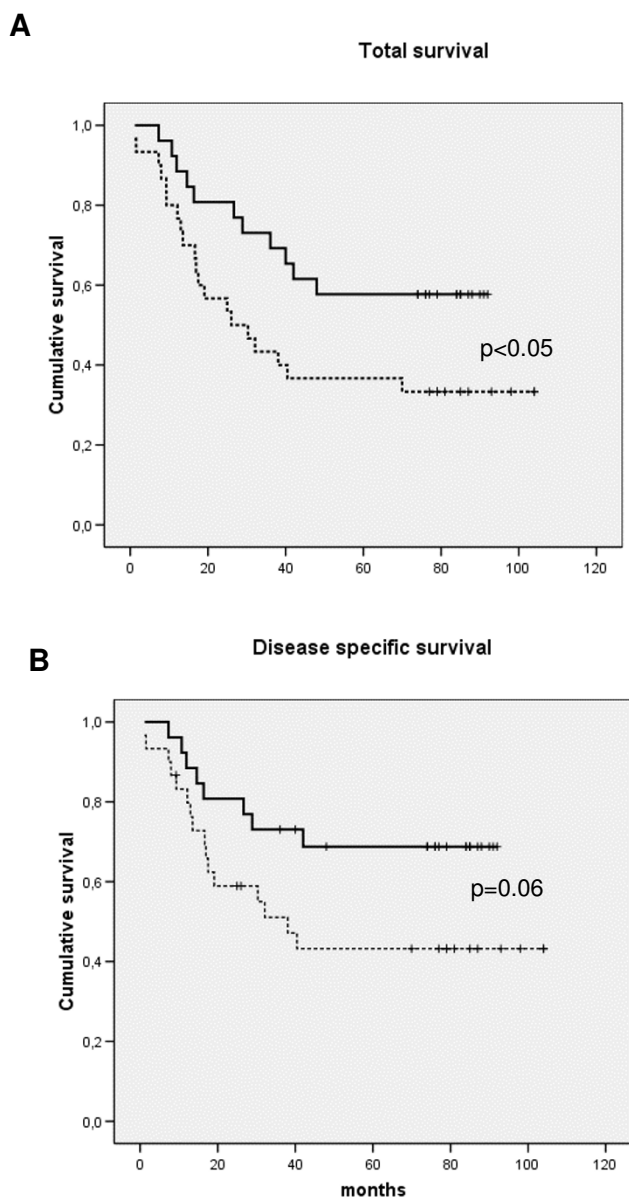 A
Total survival
1,0
0,8
0,6
0,4
0,2
0,0
Cumulative survival
p<0.05
0 20 40 60 80 100 120
B
Disease specific survival
1,0
0,8
0,6
0,4
0,2
0,0
Cumulative survival
p=0.06
0 20 40 60 80 100 120
months